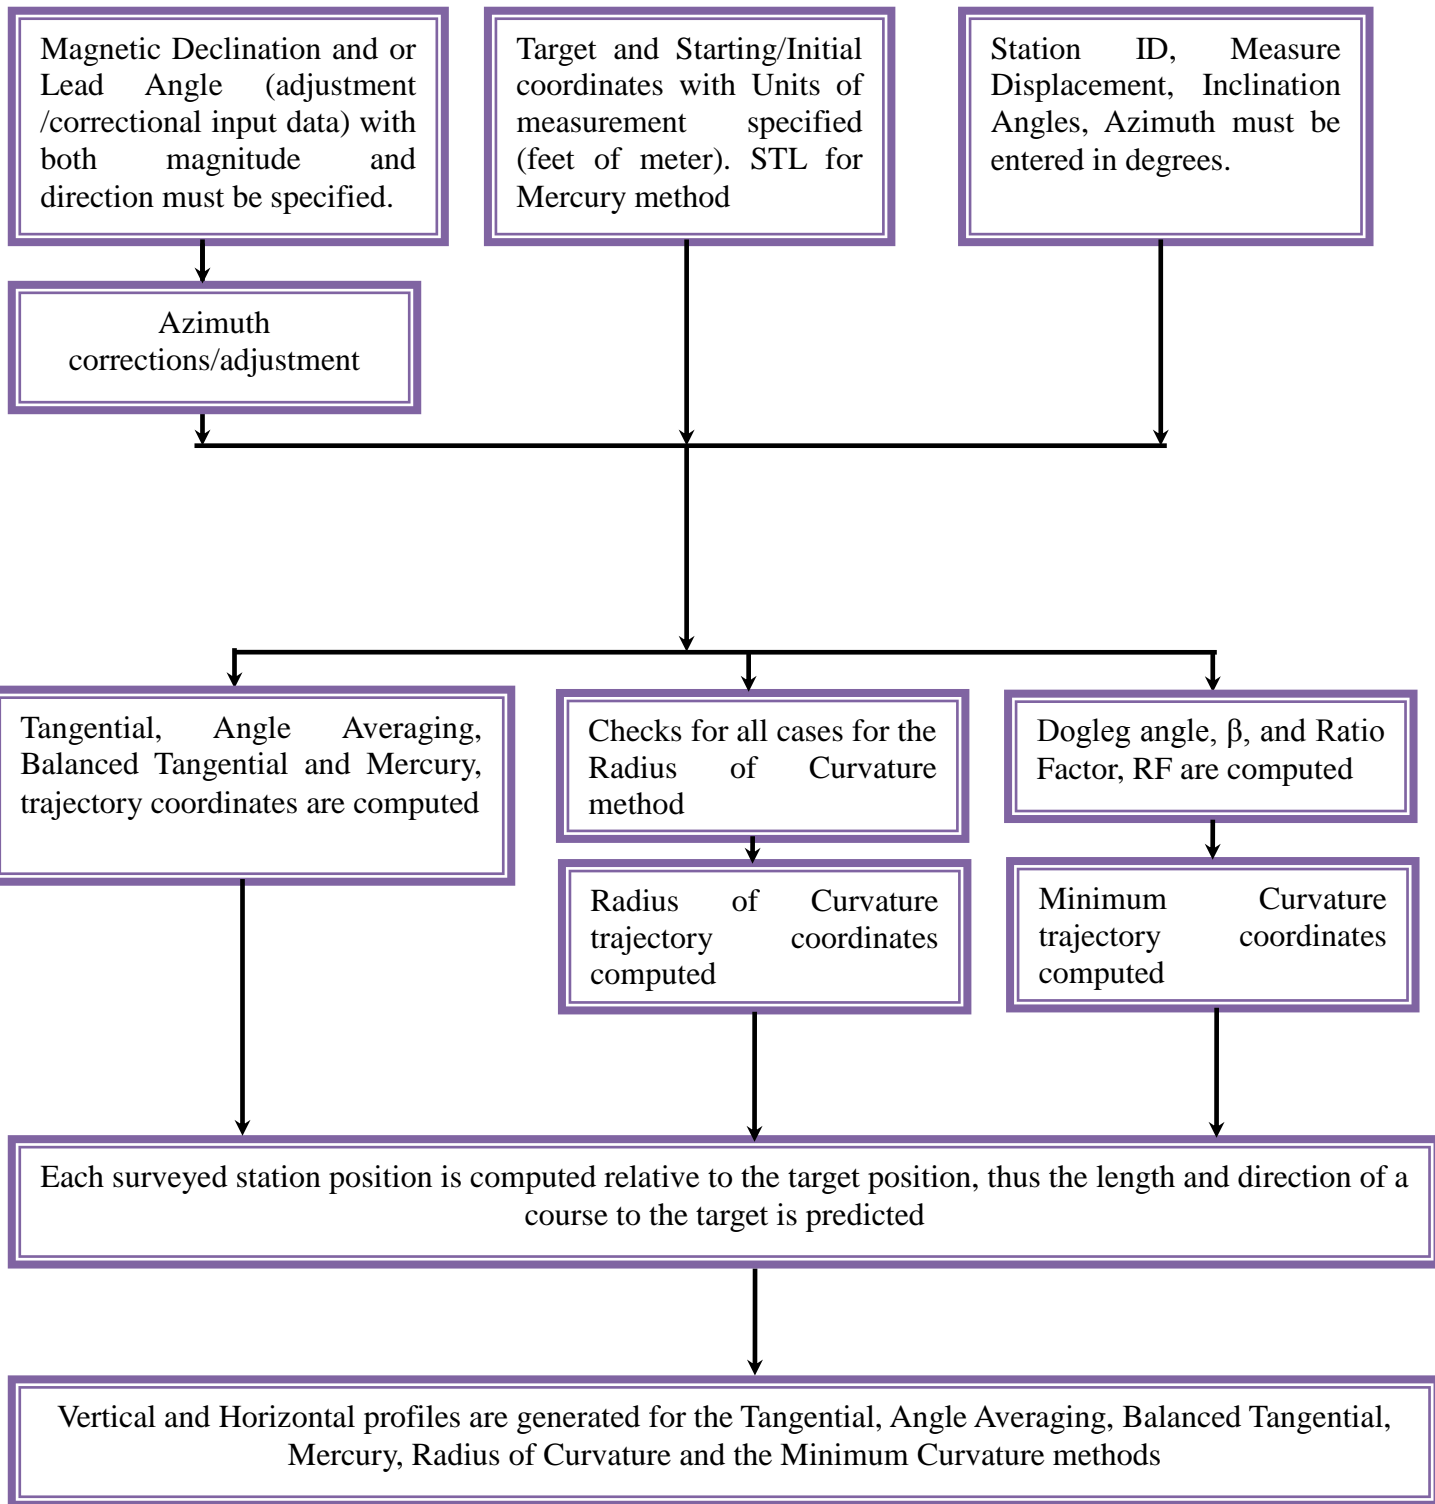 Magnetic Declination and or
Lead Angle (adjustment
/correctional input data) with
both magnitude and
direction must be specified.
Target and Starting/Initial
coordinates with Units of
measurement specified
(feet of meter). STL for
Mercury method
Station ID, Measure
Displacement, Inclination
Angles, Azimuth must be
entered in degrees.
Azimuth
corrections/adjustment
Tangential, Angle Averaging,
Balanced Tangential and Mercury,
trajectory coordinates are computed
Checks for all cases for the
Radius of Curvature
method
Dogleg angle, β, and Ratio
Factor, RF are computed
Radius of Curvature
trajectory coordinates
computed
Minimum Curvature
trajectory coordinates
computed
Each surveyed station position is computed relative to the target position, thus the length and direction of a
course to the target is predicted
Vertical and Horizontal profiles are generated for the Tangential, Angle Averaging, Balanced Tangential,
Mercury, Radius of Curvature and the Minimum Curvature methods